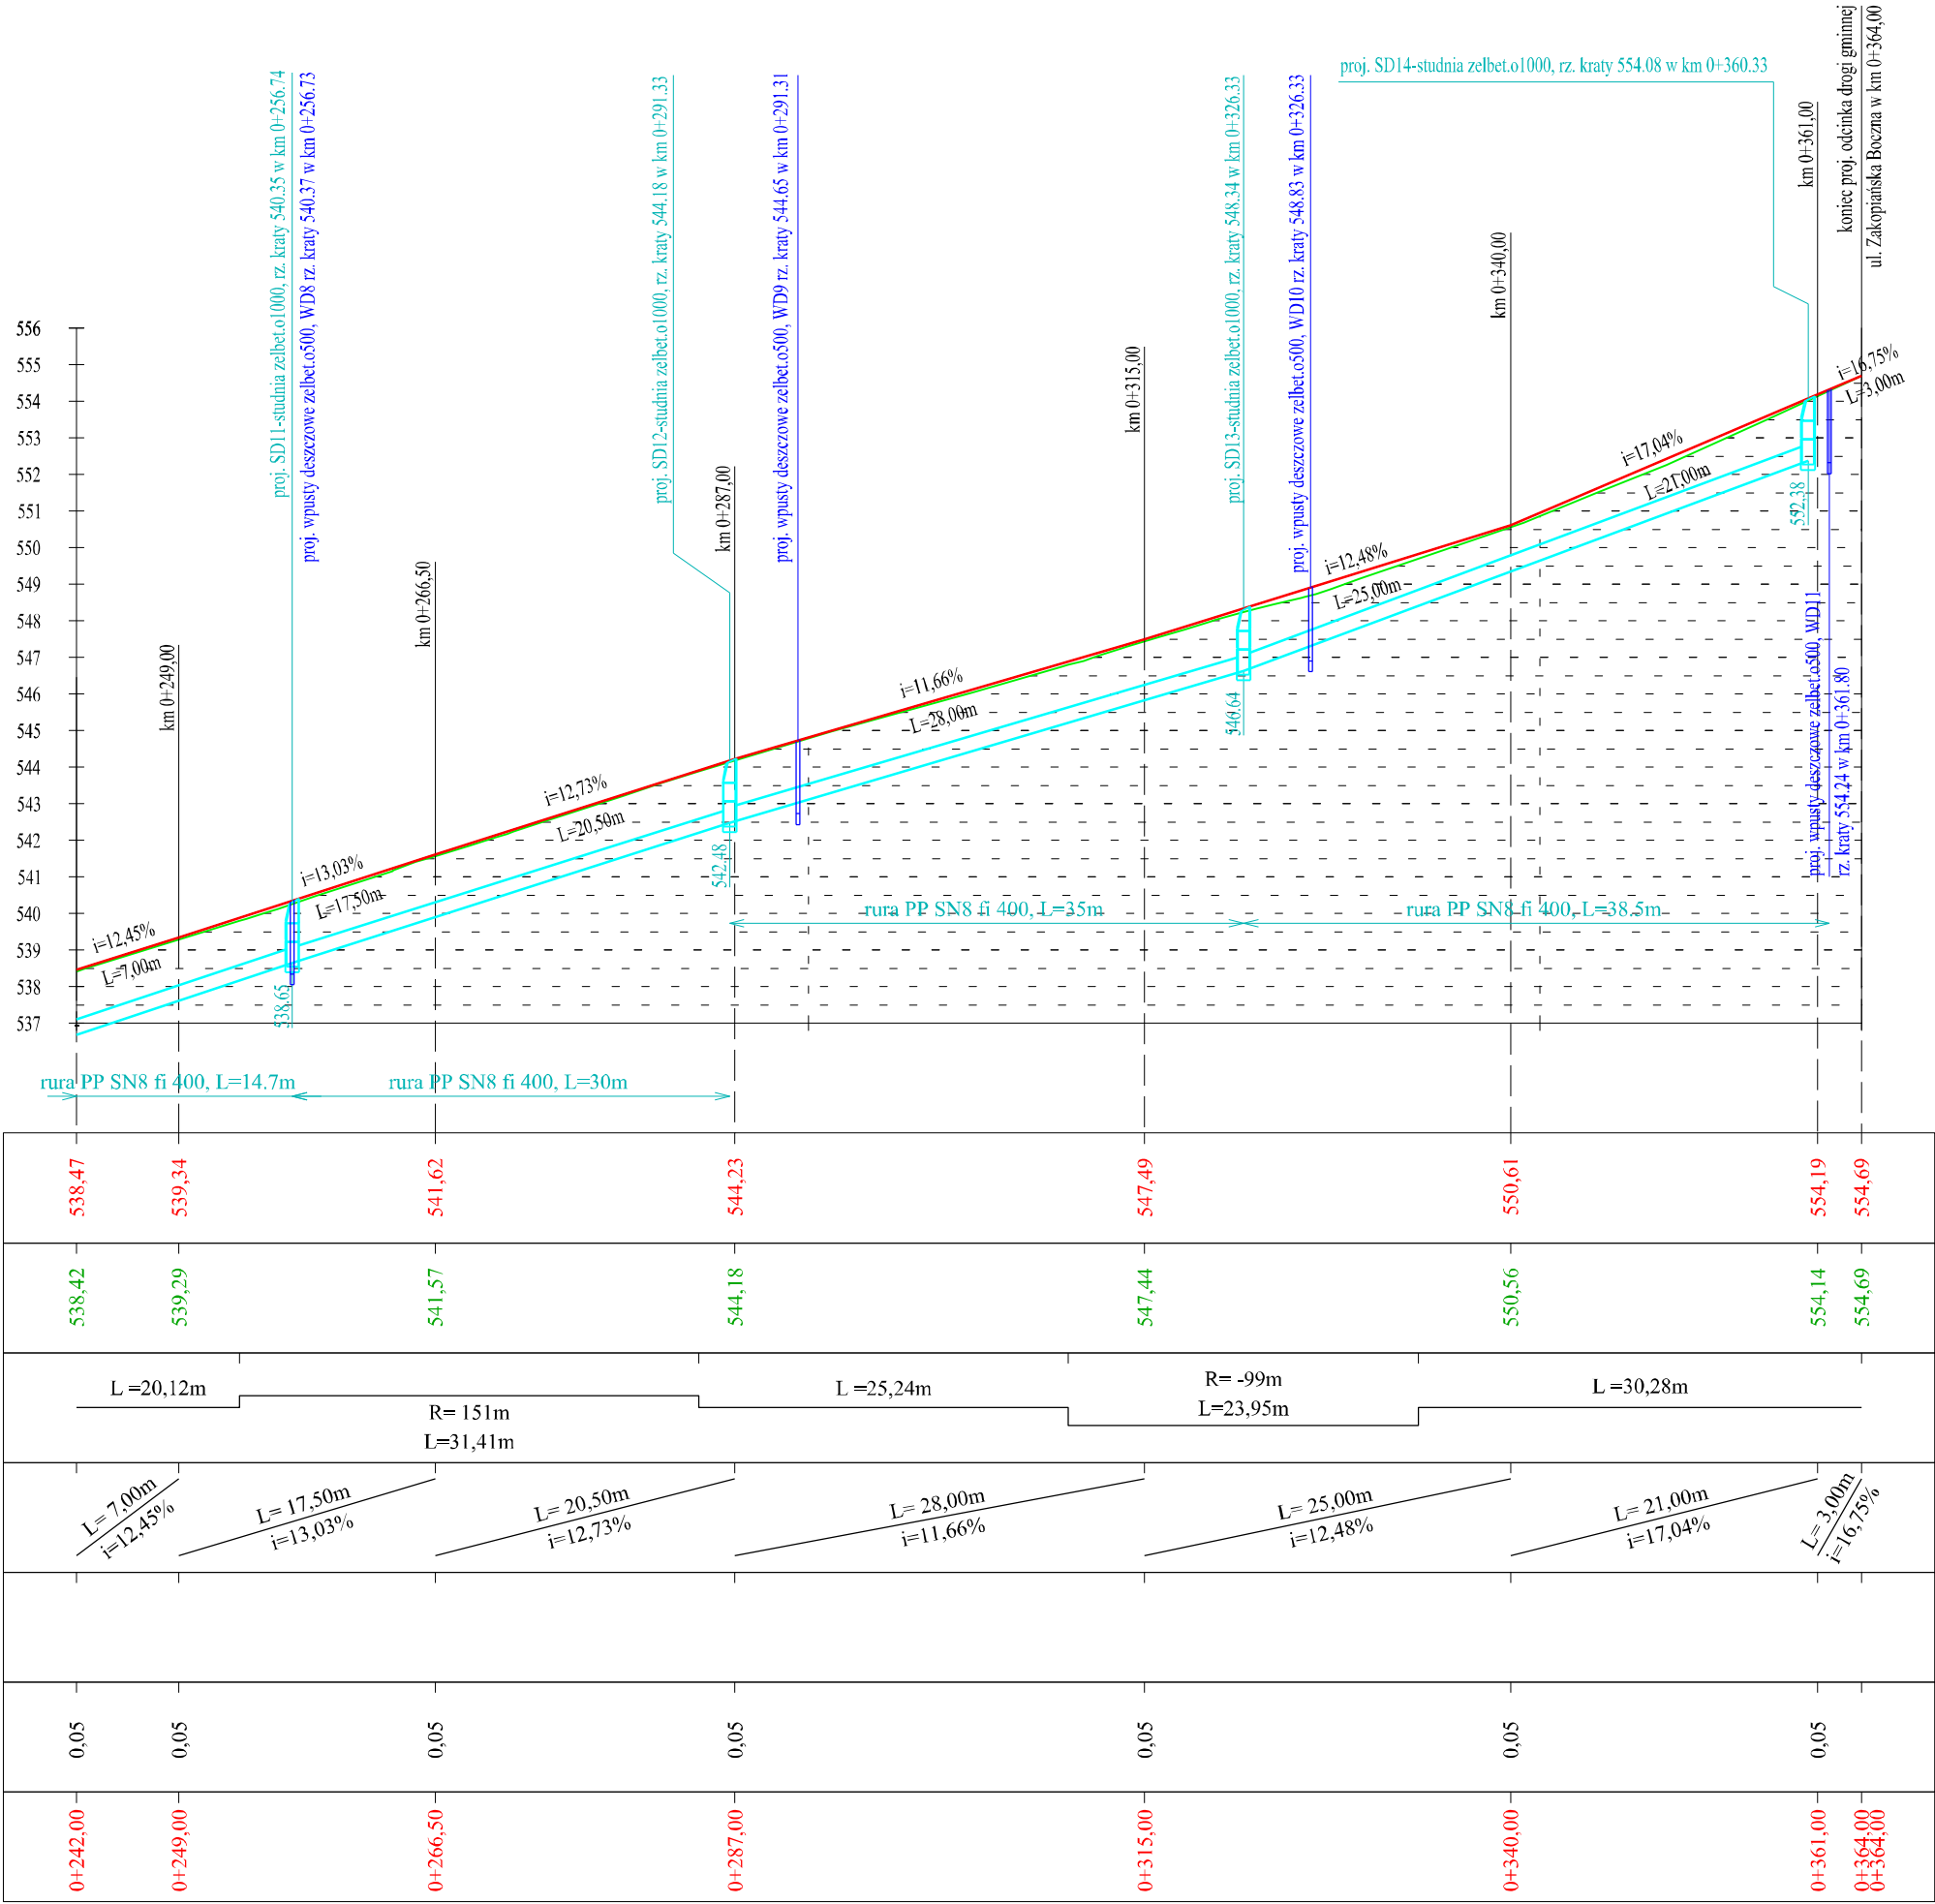 koniec proj. odcinka drogi gminnej
ul. Zakopiańska Boczna w km 0+364,00
proj. SD14-studnia zelbet.o1000, rz. kraty 554.08 w km 0+360.33
proj. SD11-studnia zelbet.o1000, rz. kraty 540.35 w km 0+256.74
proj. wpusty deszczowe zelbet.o500, WD8 rz. kraty 540.37 w km 0+256.73
proj. SD12-studnia zelbet.o1000, rz. kraty 544.18 w km 0+291.33
proj. wpusty deszczowe zelbet.o500, WD9 rz. kraty 544.65 w km 0+291.31
proj. SD13-studnia zelbet.o1000, rz. kraty 548.34 w km 0+326.33
proj. wpusty deszczowe zelbet.o500, WD10 rz. kraty 548.83 w km 0+326.33
km 0+249,00
km 0+266,50
km 0+287,00
km 0+315,00
km 0+340,00
km 0+361,00
556
555
554
553
552
551
550
549
548
547
546
545
544
543
542
541
540
539
538
537
i=12,45%
L=7,00m
i=13,03%
L=17,50m
i=12,73%
L=20,50m
i=11,66%
L=28,00m
i=12,48%
L=25,00m
i=17,04%
L=21,00m
i=16,75%
L=3,00m
538.65
542.48
546.64
552.38
proj. wpusty deszczowe zelbet.o500, WD11
rz. kraty 554.24 w km 0+361.80
rura PP SN8 fi 400, L=35m
rura PP SN8 fi 400, L=38.5m
rura PP SN8 fi 400, L=14.7m
rura PP SN8 fi 400, L=30m
538,47
539,34
541,62
544,23
547,49
550,61
554,19
554,69
538,42
539,29
541,57
544,18
547,44
550,56
554,14
554,69
L =20,12m
R= 151m
L=31,41m
L =25,24m
R= -99m
L=23,95m
L =30,28m
L= 7,00m
i=12,45%
L= 17,50m
i=13,03%
L= 20,50m
i=12,73%
L= 28,00m
i=11,66%
L= 25,00m
i=12,48%
L= 21,00m
i=17,04%
L= 3,00m
i=16,75%
0,05
0,05
0,05
0,05
0,05
0,05
0,05
0+242,00
0+249,00
0+266,50
0+287,00
0+315,00
0+340,00
0+361,00
0+364,00
0+364,00